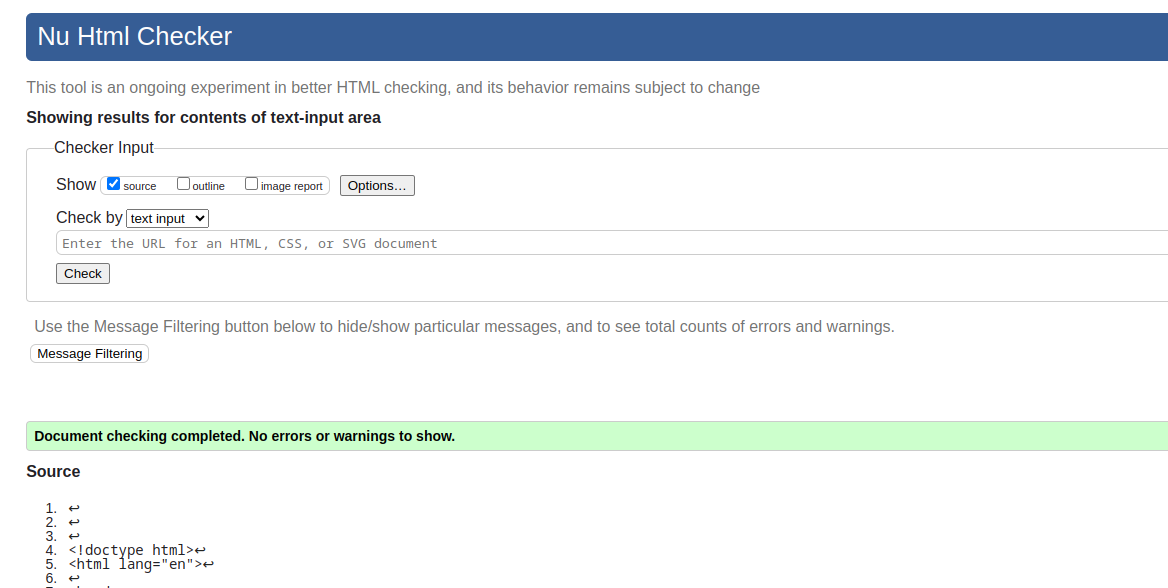 Nu Html Checker
This tool is an ongoing experiment in better HTML checking, and its behavior remains subject to change
Showing results for contents of text-input area
Checker Input
Show source outline image report Options...
Check by text input
Enter the URL for an HTML, CSS, or SVG document
Check
Use the Message Filtering button below to hide/show particular messages, and to see total counts of errors and warnings.
Message Filtering
Document checking completed. No errors or warnings to show.
Source
1. ↩
2. ↩
3. ↩
4. <!doctype html>↩
5. <html lang="en">↩
6. ↩